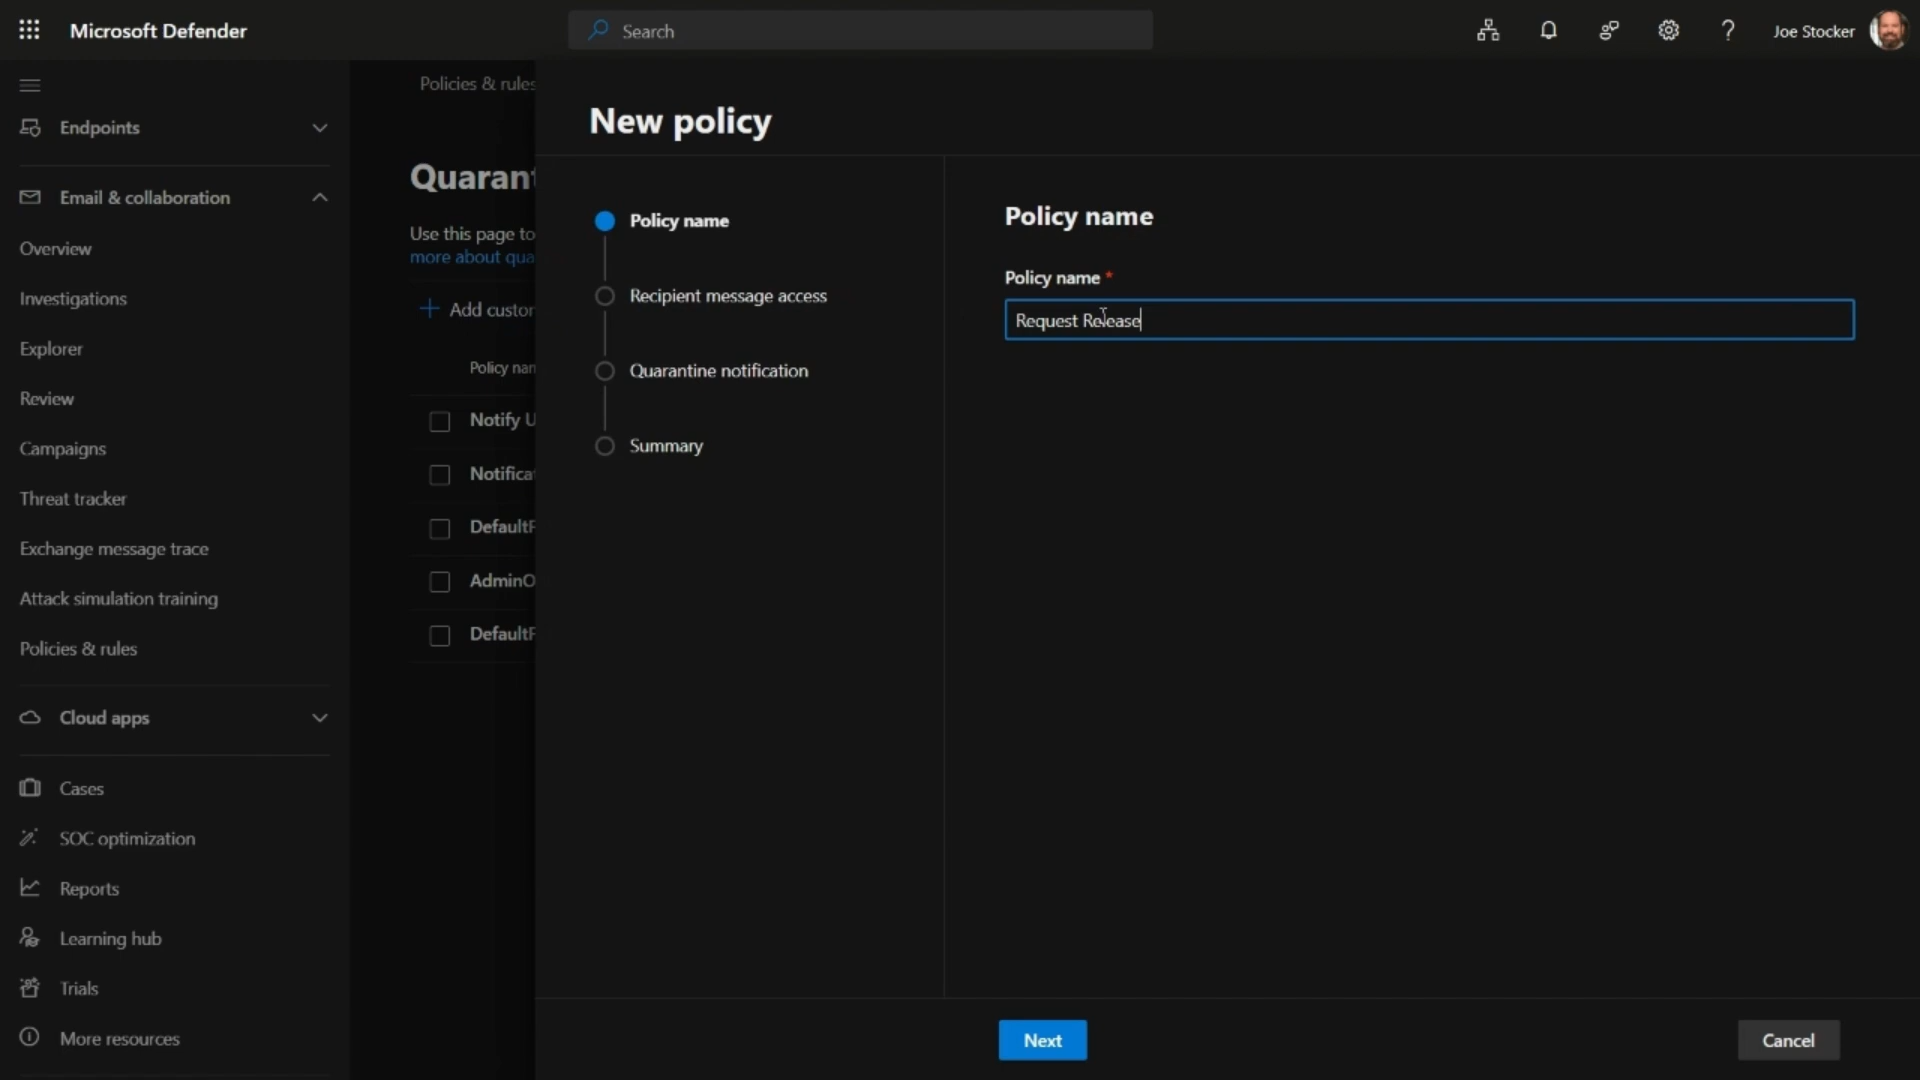 Microsoft Defender
Search
Joe Stocker
Endpoints
Email & collaboration
Overview
Investigations
Explorer
Review
Campaigns
Threat tracker
Exchange message trace
Attack simulation training
Policies & rules
Cloud apps
Cases
SOC optimization
Reports
Learning hub
Trials
More resources
Policies & rules
Quarant
Use this page to
more about qua
Add custor
Policy nam
Notify U
Notificat
DefaultF
AdminO
DefaultF
New policy
Policy name
Recipient message access
Quarantine notification
Summary
Policy name
Policy name *
Request Release
Next
Cancel